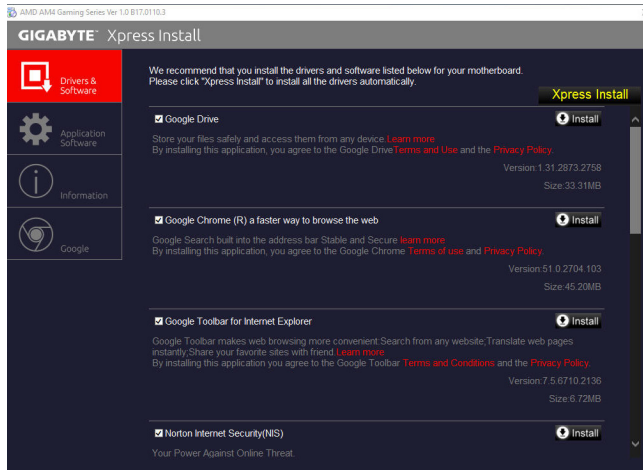 AMD AM4 Gaming Series Ver 1.0 B17.0110.3
GIGABYTE™ Xpress Install
Drivers &
Software
Application
Software
Information
Google
We recommend that you install the drivers and software listed below for your motherboard.
Please click "Xpress Install" to install all the drivers automatically.
Xpress Install
Google Drive
Install
Store your files safely and access them from any device.Learn more
By installing this application, you agree to the Google DriveTerms and Use and the Privacy Policy.
Version:1.31.2873.2758
Size:33.31MB
Google Chrome (R) a faster way to browse the web
Install
Google Search built into the address bar Stable and Secure learn more
By installing this application, you agree to the Google Chrome Terms of use and Privacy Policy.
Version:51.0.2704.103
Size:45.20MB
Google Toolbar for Internet Explorer
Install
Google Toolbar makes web browsing more convenient:Search from any website;Translate web pages
instantly;Share your favorite sites with friend.Learn more
By installing this application you agree to the Google Toolbar Terms and Conditions and the Privacy Policy.
Version:7.5.6710.2136
Size:6.72MB
Norton Internet Security(NIS)
Install
Your Power Against Online Threat.